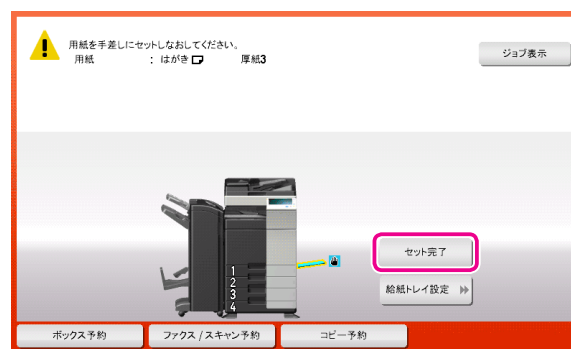 用紙を手差しにセットしなおしてください。
用紙 : はがき 厚紙3
ジョブ表示
セット完了
1
2
3
4
給紙トレイ設定
ボックス予約 ファクス / スキャン予約 コピー予約